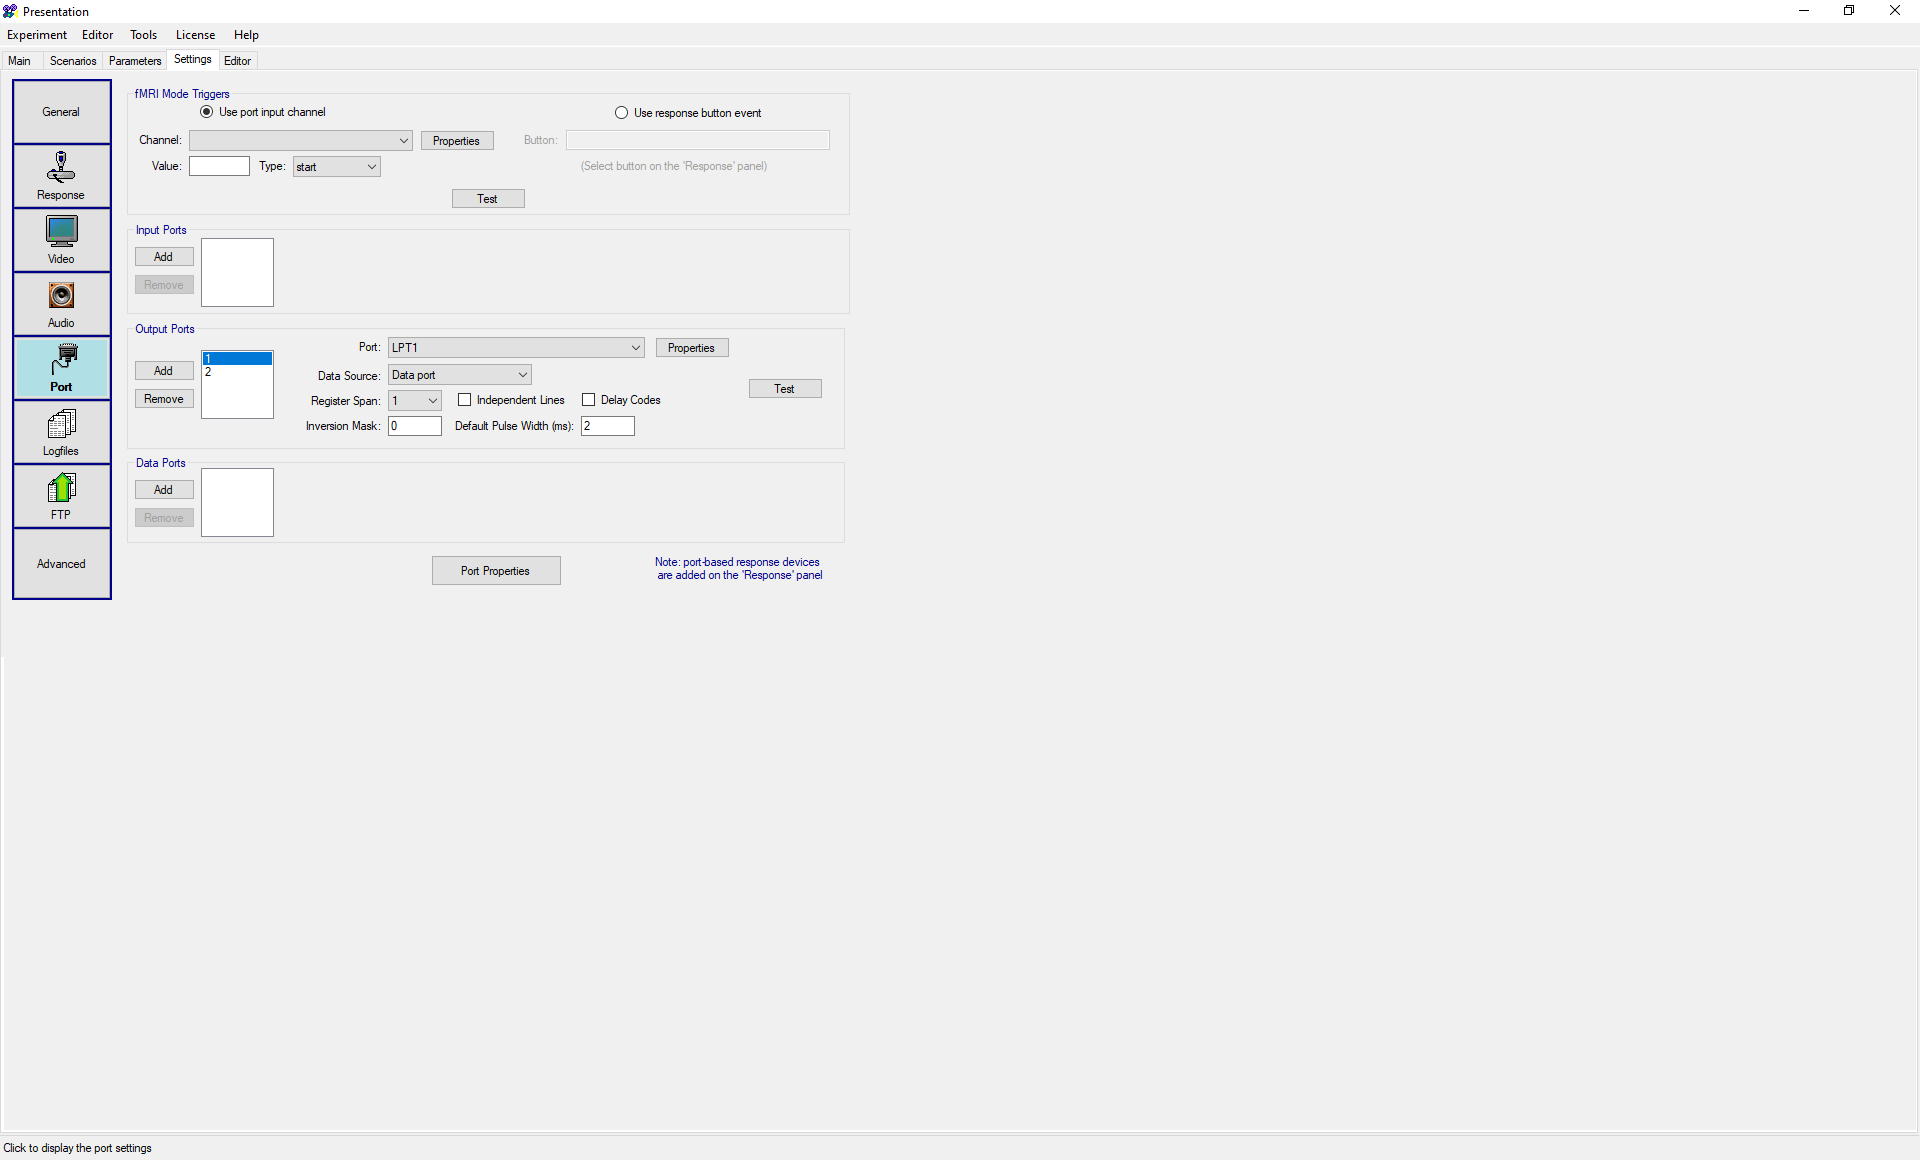 Presentation
Experiment Editor Tools License Help
Main Scenarios Parameters Settings Editor
General
Response
Video
Audio
Port
Logfiles
FTP
Advanced
fMRI Mode Triggers
Use port input channel
Use response button event
Channel:
Properties
Button:
Value:
Type: start
(Select button on the 'Response' panel)
Test
Input Ports
Add
Remove
Output Ports
Add
Remove
1
2
Port: LPT1
Properties
Data Source: Data port
Test
Register Span: 1
Independent Lines
Delay Codes
Inversion Mask: 0
Default Pulse Width (ms): 2
Data Ports
Add
Remove
Port Properties
Note: port-based response devices
are added on the 'Response' panel
Click to display the port settings